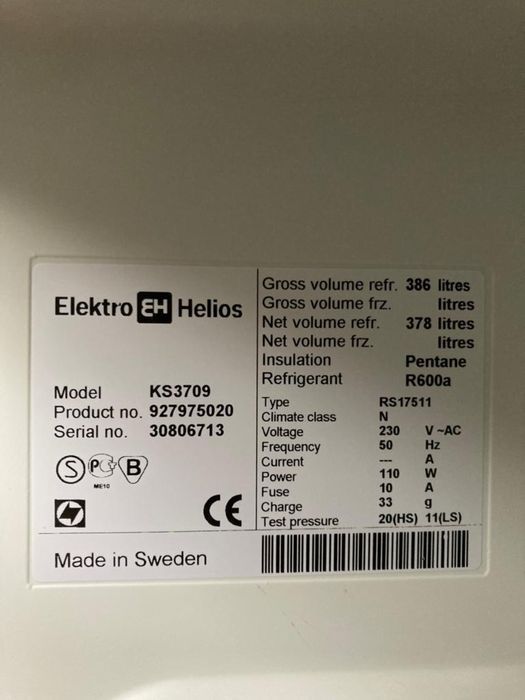 Elektro EH Helios
Model KS3709
Product no. 927975020
Serial no. 30806713
S PCT B
ME10
CE
Made in Sweden
Gross volume refr. 386 litres
Gross volume frz. litres
Net volume refr. 378 litres
Net volume frz. litres
Insulation Pentane
Refrigerant R600a
Type RS17511
Climate class N
Voltage 230 V ~AC
Frequency 50 Hz
Current --- A
Power 110 W
Fuse 10 A
Charge 33 g
Test pressure 20(HS) 11(LS)